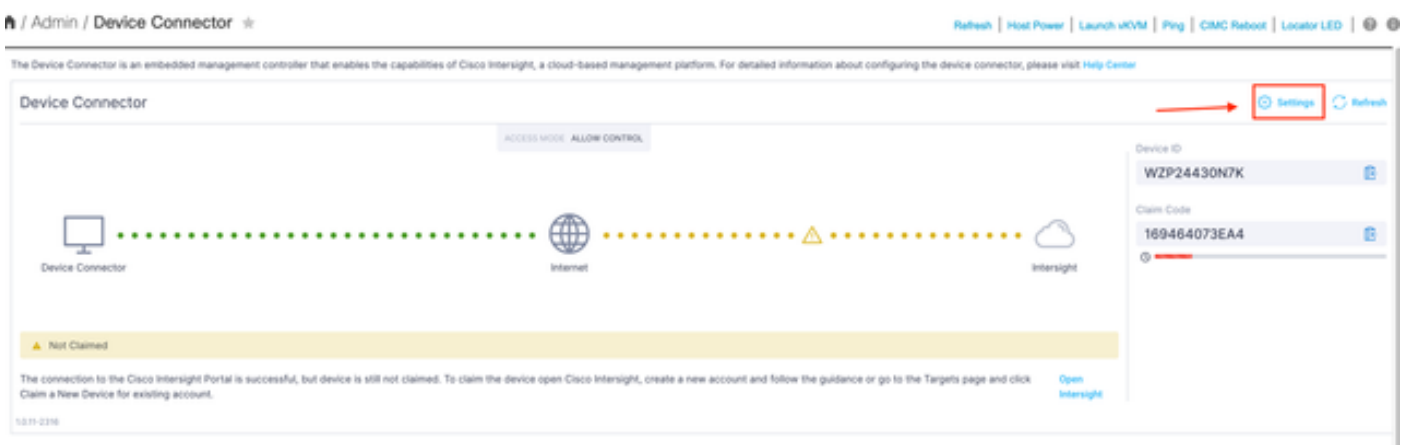 / Admin / Device Connector
Refresh | Host Power | Launch vKVM | Ping | CIMC Reboot | Locator LED |
The Device Connector is an embedded management controller that enables the capabilities of Cisco Intersight, a cloud-based management platform. For detailed information about configuring the device connector, please visit Help Center
Device Connector
Settings
Refresh
ACCESS MODE ALLOW CONTROL
Device ID
WZP24430N7K
Claim Code
169464073EA4
Device Connector
Internet
Intersight
Not Claimed
The connection to the Cisco Intersight Portal is successful, but device is still not claimed. To claim the device open Cisco Intersight, create a new account and follow the guidance or go to the Targets page and click
Claim a New Device for existing account.
Open
Intersight
1.0.11-2316